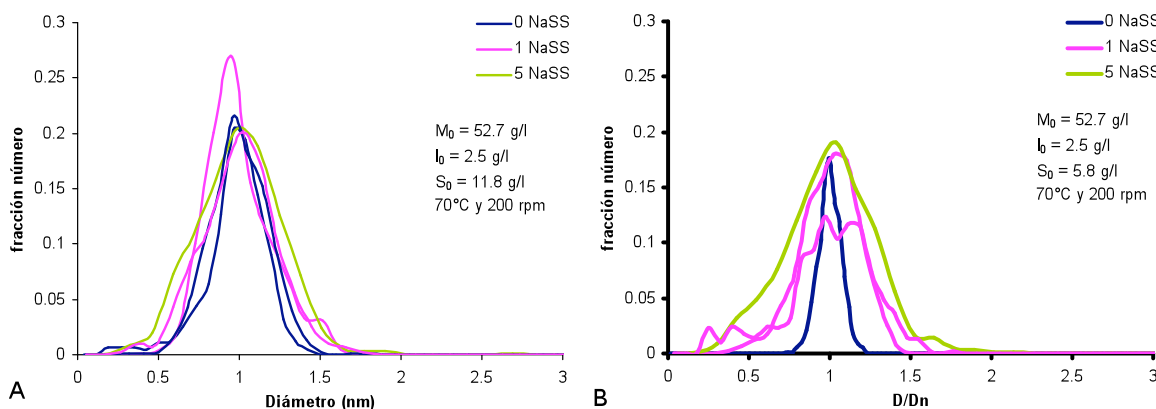 0.3
0.25
0.2
0.15
0.1
0.05
0
fracción número
0 0.5 1 1.5 2 2.5 3
Diámetro (nm)
0 NaSS
1 NaSS
5 NaSS
M₀ = 52.7 g/l
I₀ = 2.5 g/l
S₀ = 11.8 g/l
70°C y 200 rpm
A
0.3
0.25
0.2
0.15
0.1
0.05
0
fracción número
0 0.5 1 1.5 2 2.5 3
D/Dn
0 NaSS
1 NaSS
5 NaSS
M₀ = 52.7 g/l
I₀ = 2.5 g/l
S₀ = 5.8 g/l
70°C y 200 rpm
B